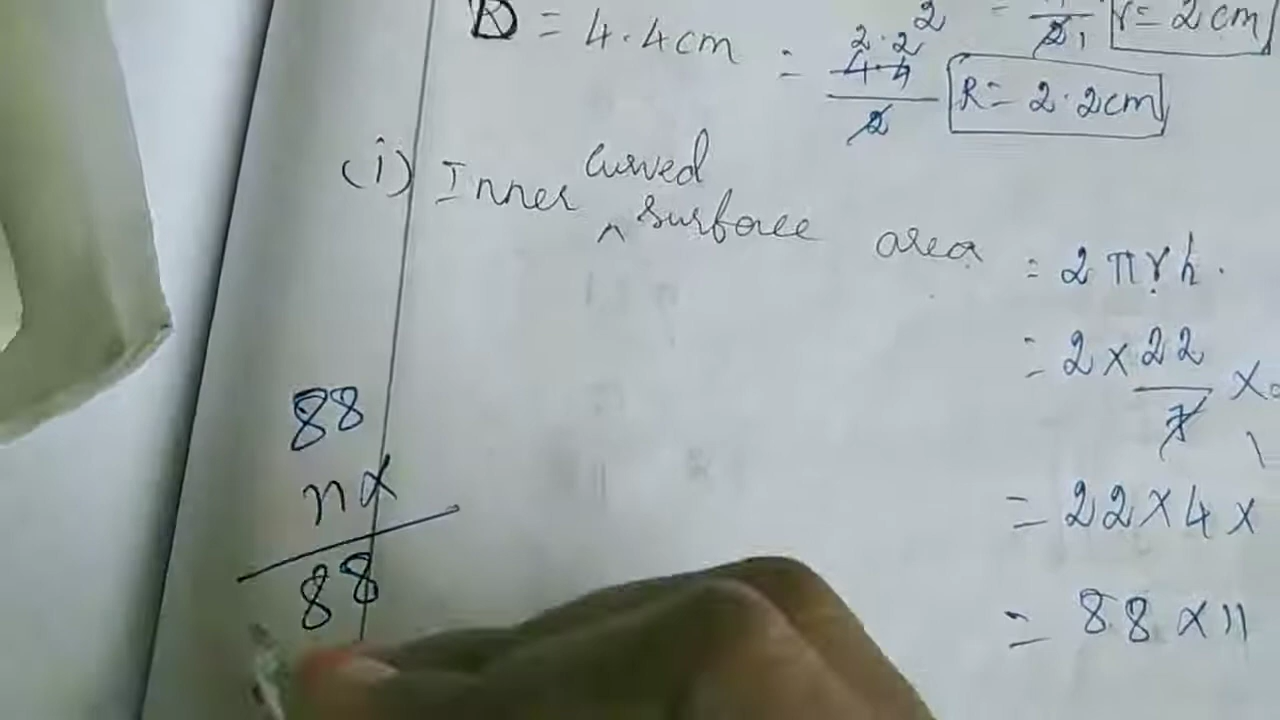 D = 4.4cm = 4.4/2 2.2 R = 2.2cm
r = 2cm
(i) Inner curved surface area = 2πrh.
= 2 × 22/7 ×
= 22 × 4 ×
= 88 × 11
88
11 ×
88